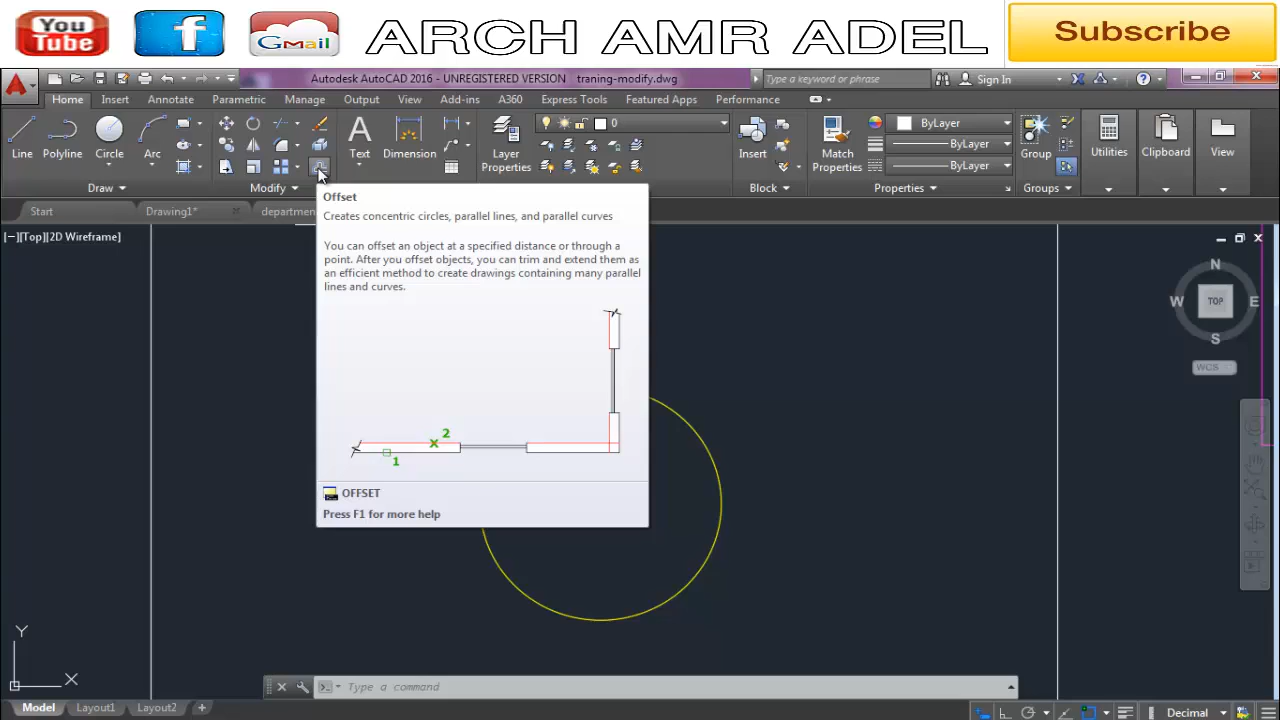 You
Tube
f
Gmail
ARCH AMR ADEL
Subscribe
Autodesk AutoCAD 2016 - UNREGISTERED VERSION traning-modify.dwg
Type a keyword or phrase
Sign In
Home Insert Annotate Parametric Manage Output View Add-ins A360 Express Tools Featured Apps Performance
Line Polyline Circle Arc
Text Dimension
Layer
Properties
0
Insert
Match
Properties
ByLayer
ByLayer
ByLayer
Group
Utilities Clipboard View
Draw Modify Block Properties Groups
Start Drawing1* departmen
[−][Top][2D Wireframe]
Offset
Creates concentric circles, parallel lines, and parallel curves
You can offset an object at a specified distance or through a
point. After you offset objects, you can trim and extend them as
an efficient method to create drawings containing many parallel
lines and curves.
2
1
OFFSET
Press F1 for more help
N
W TOP E
S
WCS
Y
X
Type a command
Model Layout1 Layout2 +
Decimal